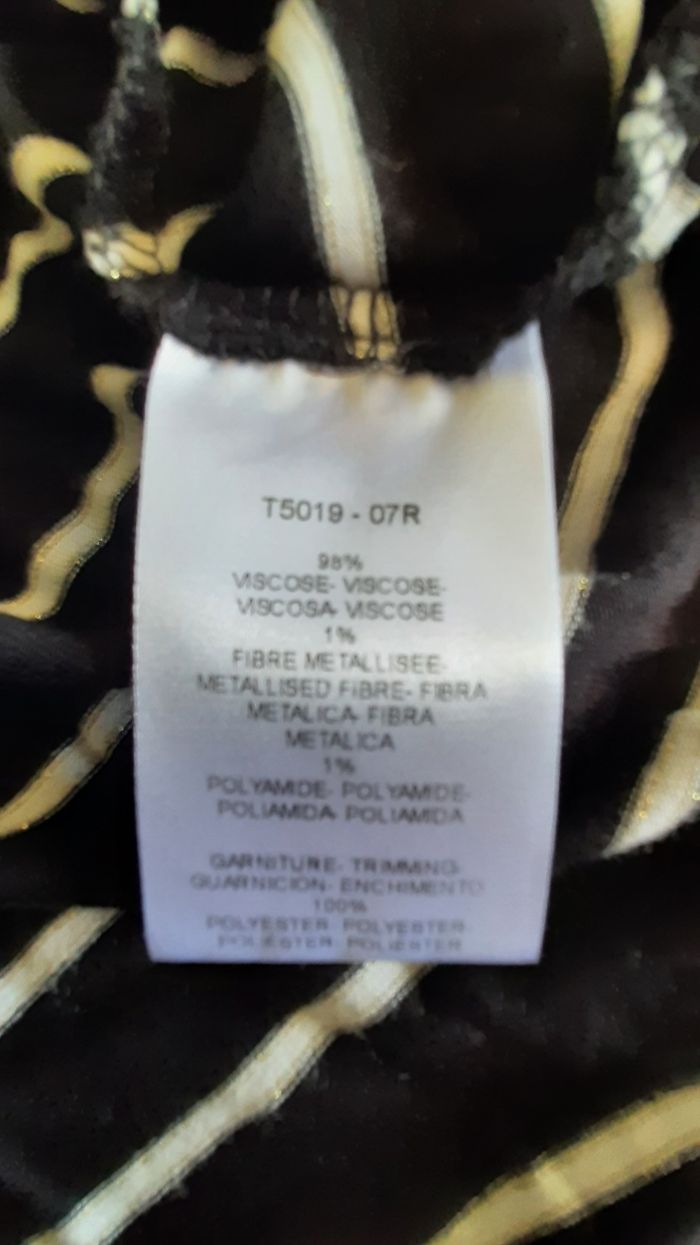 T5019 - 07R
98%
VISCOSE- VISCOSE-
VISCOSA- VISCOSE
1%
FIBRE METALLISEE-
METALLISED FIBRE- FIBRA
METALICA- FIBRA
METALICA
1%
POLYAMIDE- POLYAMIDE-
POLIAMIDA- POLIAMIDA
GARNITURE- TRIMMING-
GUARNICION- ENCHIMENTO
100%
POLYESTER- POLYESTER-
POLIESTER- POLIESTER